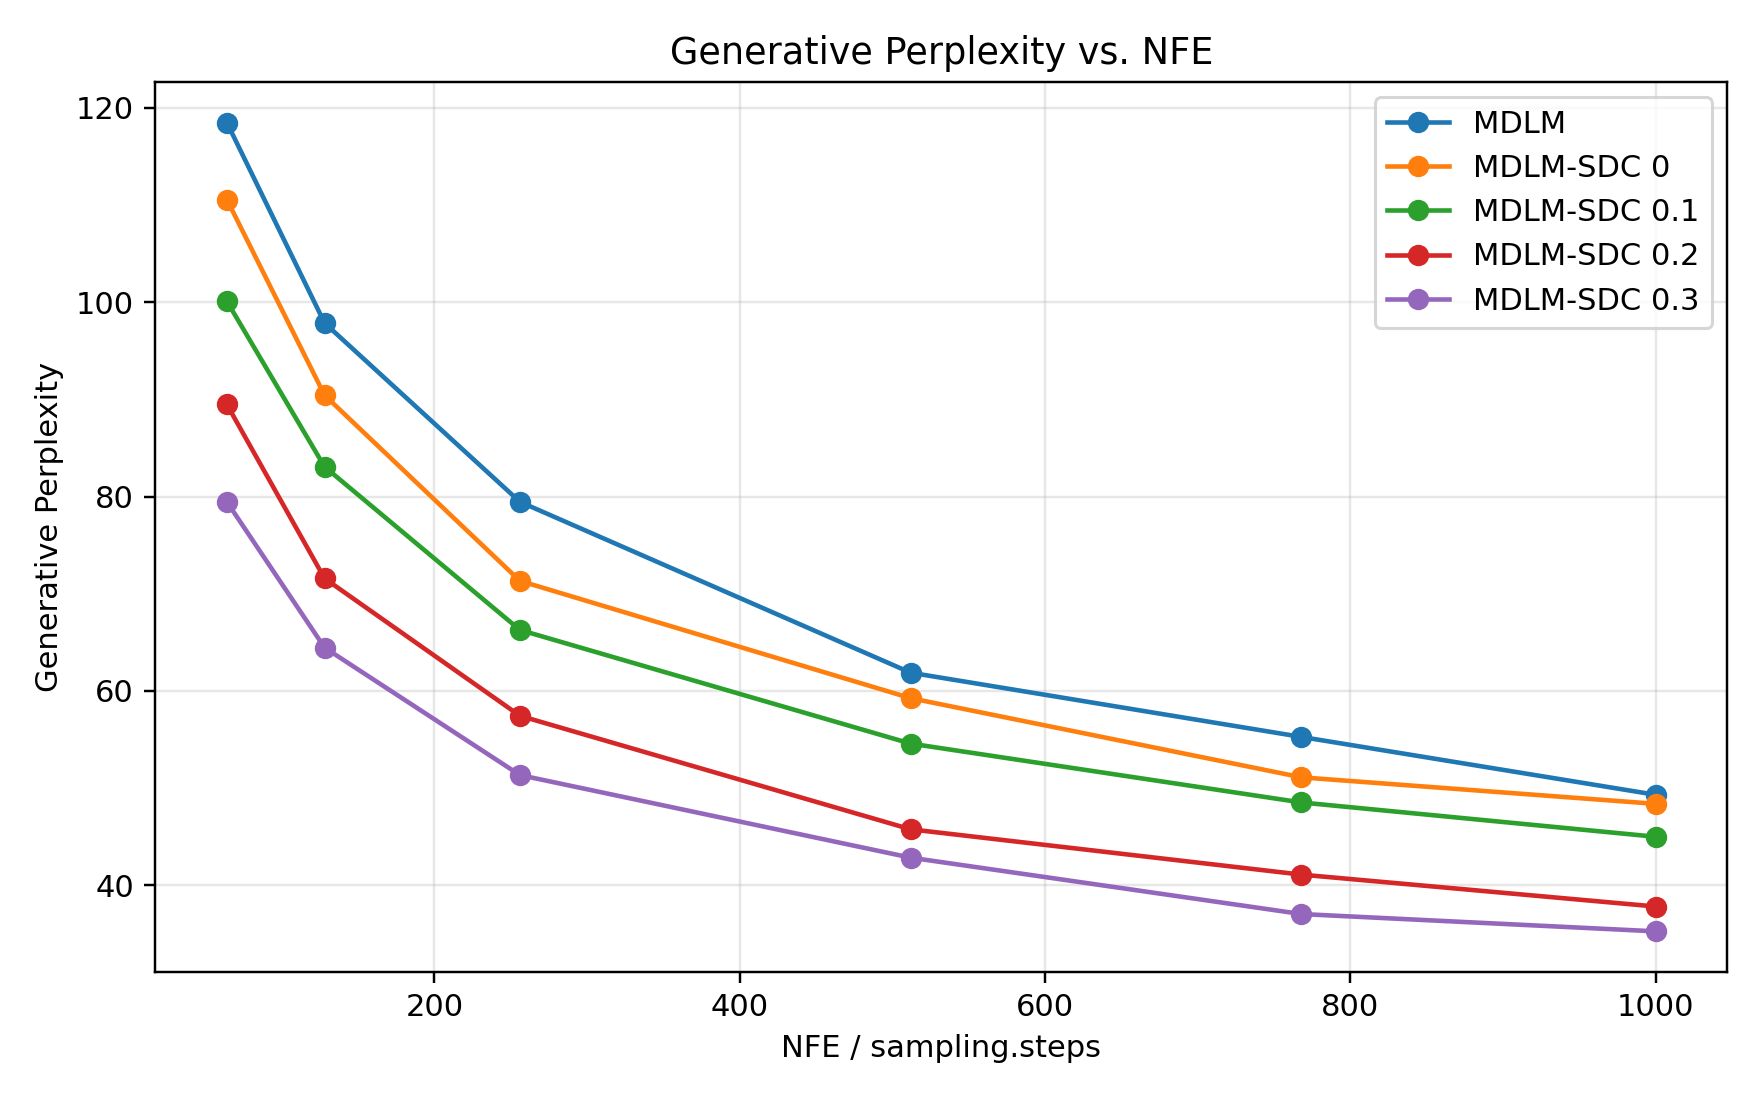 Generative Perplexity vs. NFE
120
100
80
60
40
Generative Perplexity
MDLM
MDLM-SDC 0
MDLM-SDC 0.1
MDLM-SDC 0.2
MDLM-SDC 0.3
200 400 600 800 1000
NFE / sampling.steps